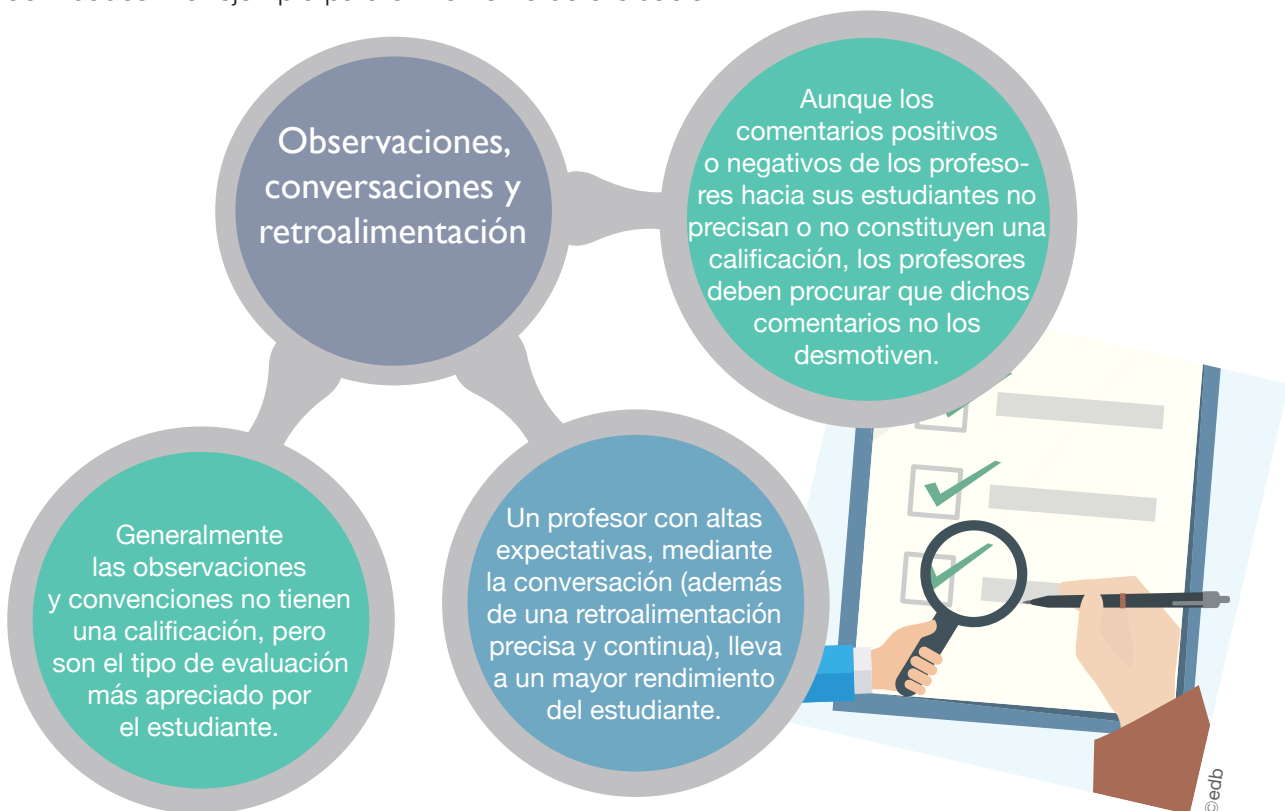 Observaciones,
conversaciones y
retroalimentación
Aunque los
comentarios positivos
o negativos de los profeso-
res hacia sus estudiantes no
precisan o no constituyen una
calificación, los profesores
deben procurar que dichos
comentarios no los
desmotiven.
Generalmente
las observaciones
y convenciones no tienen
una calificación, pero
son el tipo de evaluación
más apreciado por
el estudiante.
Un profesor con altas
expectativas, mediante
la conversación (además
de una retroalimentación
precisa y continua), lleva
a un mayor rendimiento
del estudiante.
©edb